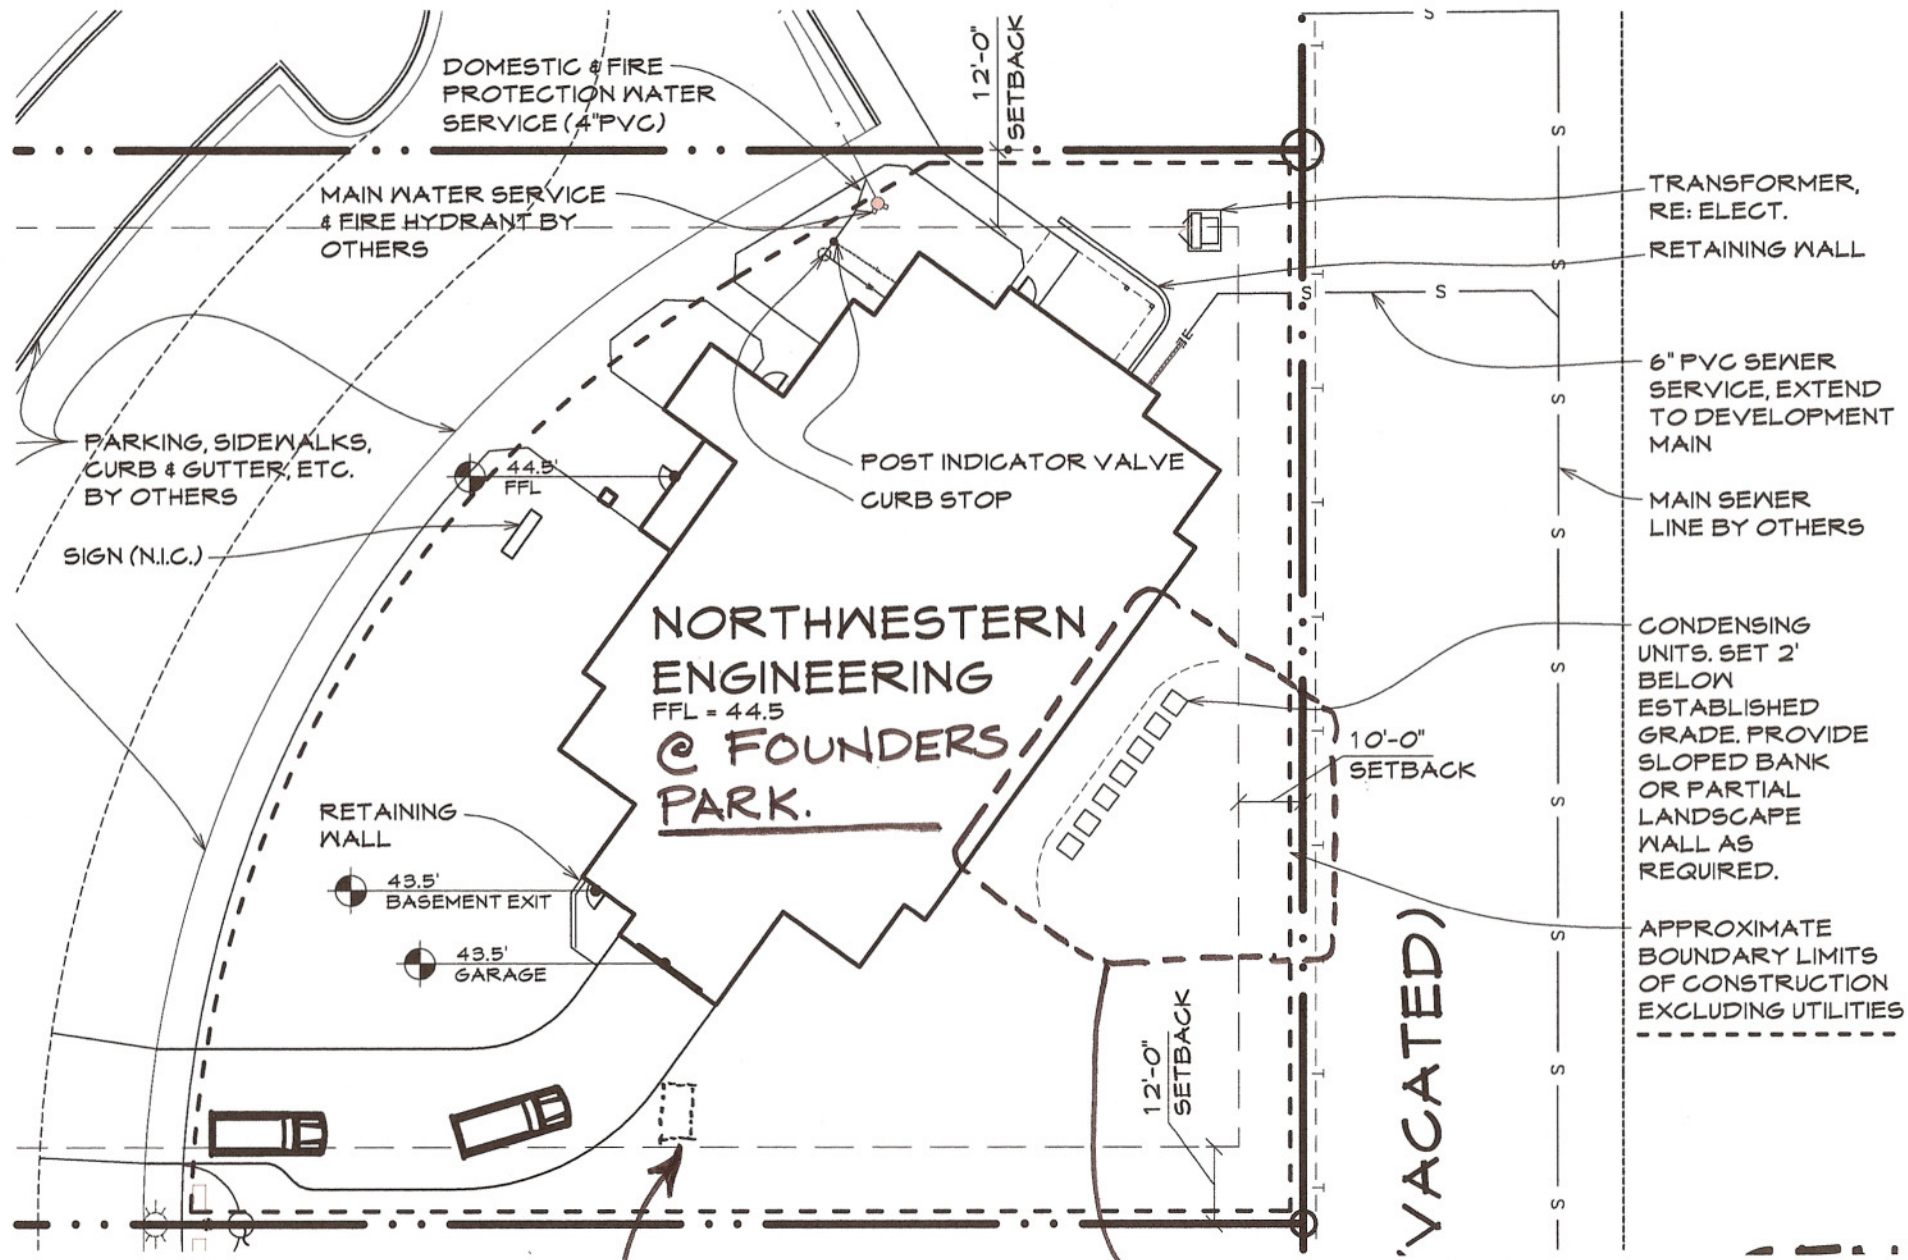 DOMESTIC & FIRE
PROTECTION WATER
SERVICE (4"PVC)
12'-0"
SETBACK
MAIN WATER SERVICE
& FIRE HYDRANT BY
OTHERS
TRANSFORMER,
RE: ELECT.
RETAINING WALL
6" PVC SEWER
SERVICE, EXTEND
TO DEVELOPMENT
MAIN
PARKING, SIDEWALKS,
CURB & GUTTER, ETC.
BY OTHERS
44.5'
FFL
POST INDICATOR VALVE
CURB STOP
MAIN SEWER
LINE BY OTHERS
SIGN (N.I.C.)
NORTHWESTERN
ENGINEERING
FFL = 44.5
@ FOUNDERS
PARK.
CONDENSING
UNITS. SET 2'
BELOW
ESTABLISHED
GRADE. PROVIDE
SLOPED BANK
OR PARTIAL
LANDSCAPE
WALL AS
REQUIRED.
10'-0"
SETBACK
RETAINING
WALL
43.5'
BASEMENT EXIT
43.5'
GARAGE
APPROXIMATE
BOUNDARY LIMITS
OF CONSTRUCTION
EXCLUDING UTILITIES
12'-0"
SETBACK
VACATED)
S
S
S
S
S
S
S
S
S
S
S
S
S